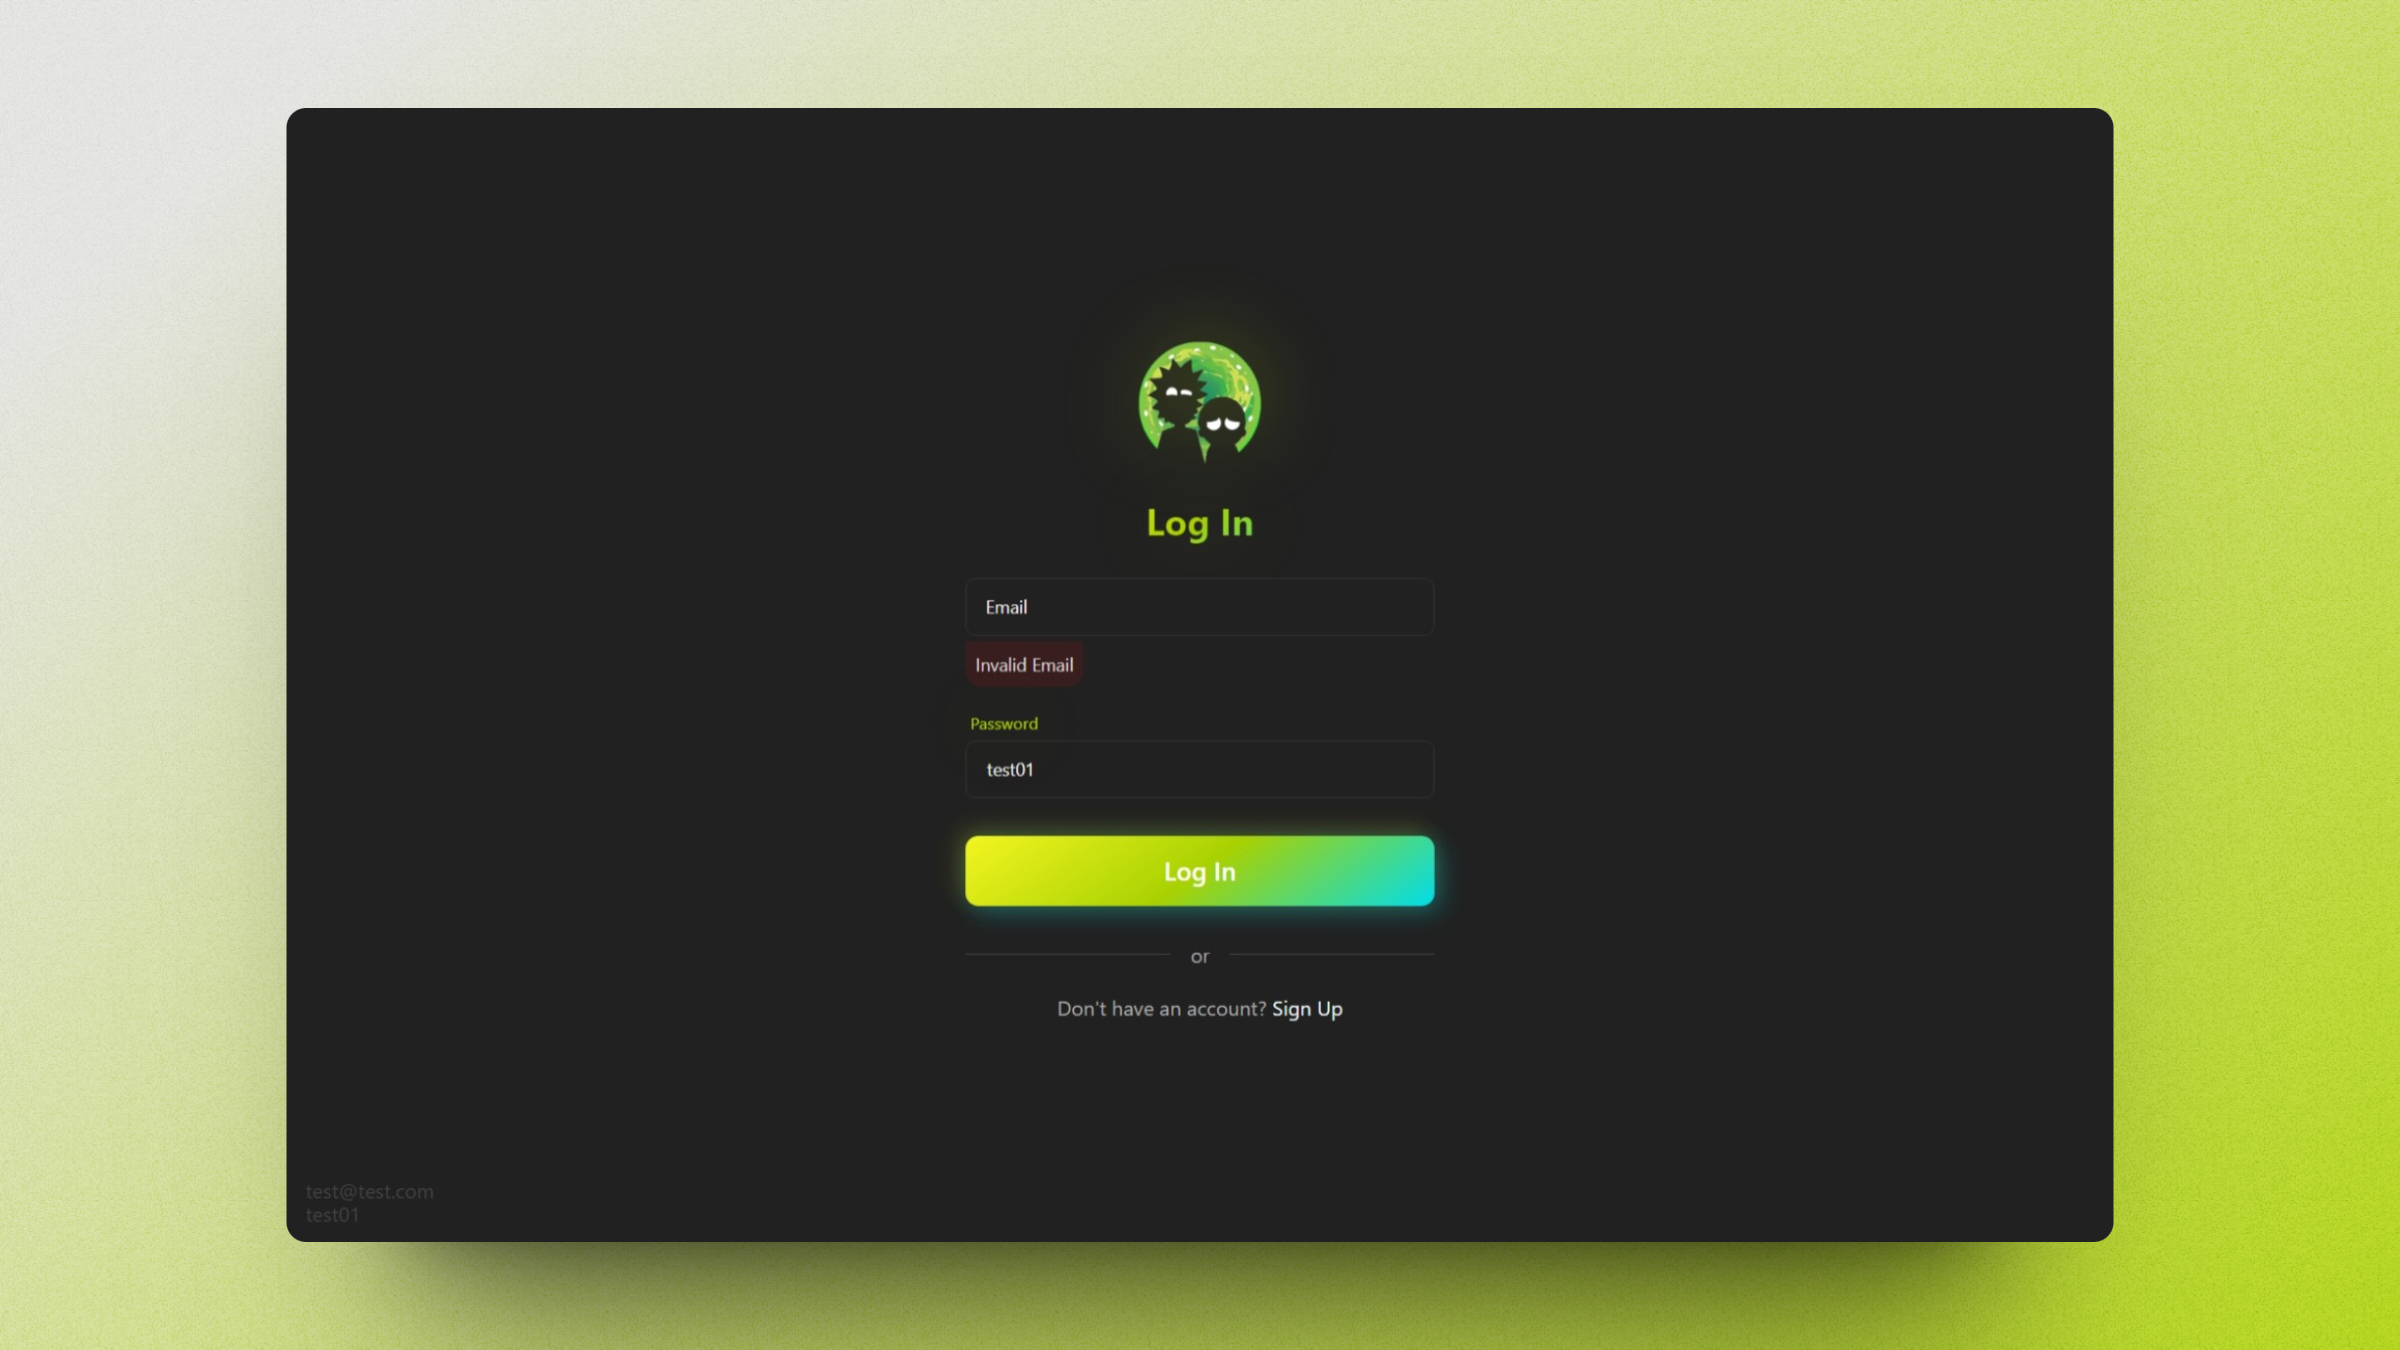 Log In
Email
Invalid Email
Password
test01
Log In
or
Don't have an account? Sign Up
test@test.com
test01